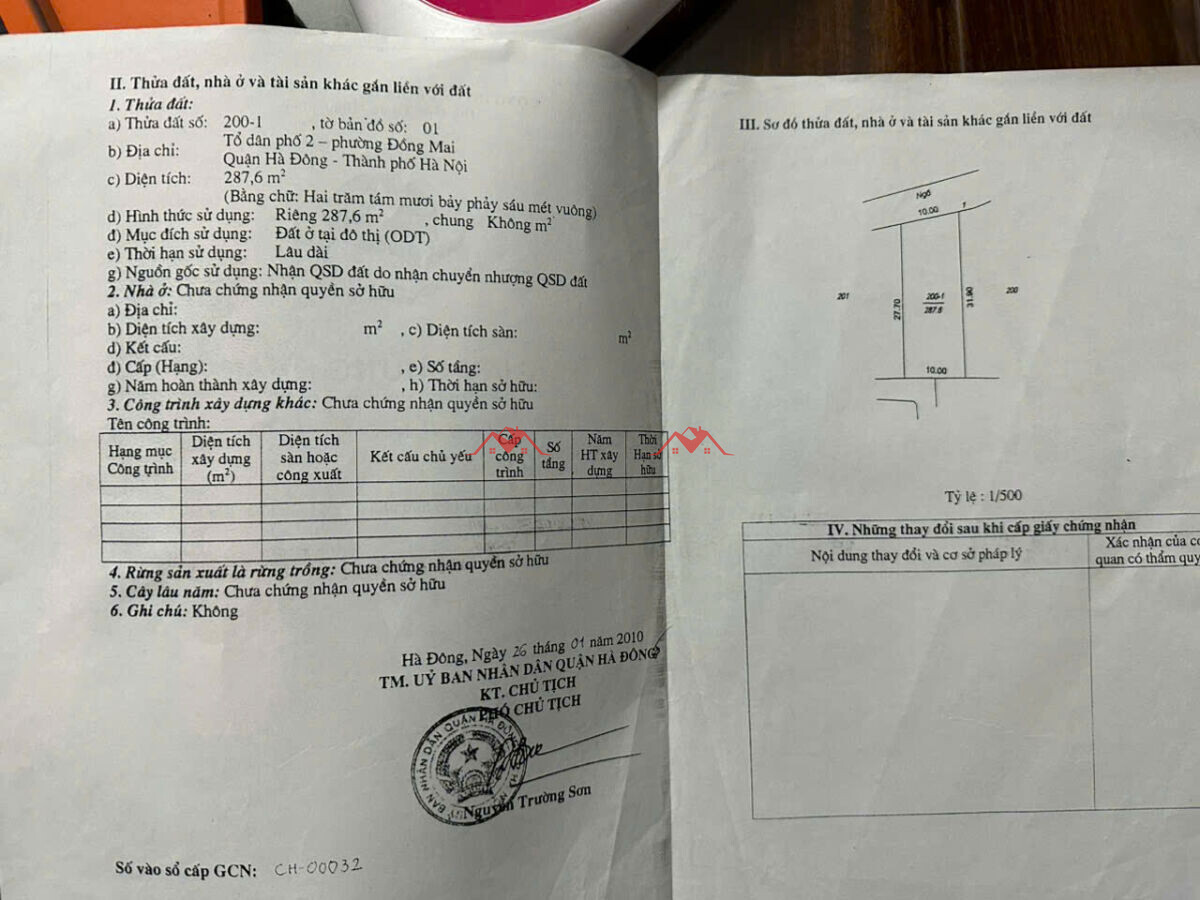 II. Thửa đất, nhà ở và tài sản khác gắn liền với đất
1. Thửa đất:
a) Thửa đất số: 200-1 , tờ bản đồ số: 01
b) Địa chỉ: Tổ dân phố 2 – phường Đồng Mai
Quận Hà Đông - Thành phố Hà Nội
c) Diện tích: 287,6 m²
(Bằng chữ: Hai trăm tám mươi bảy phảy sáu mét vuông)
d) Hình thức sử dụng: Riêng 287,6 m² , chung Không m²
đ) Mục đích sử dụng: Đất ở tại đô thị (ODT)
e) Thời hạn sử dụng: Lâu dài
g) Nguồn gốc sử dụng: Nhận QSD đất do nhận chuyển nhượng QSD đất
2. Nhà ở: Chưa chứng nhận quyền sở hữu
a) Địa chỉ:
b) Diện tích xây dựng: m² , c) Diện tích sàn: m²
d) Kết cấu:
đ) Cấp (Hạng): , e) Số tầng:
g) Năm hoàn thành xây dựng: , h) Thời hạn sở hữu:
3. Công trình xây dựng khác: Chưa chứng nhận quyền sở hữu
Tên công trình:
Hạng mục Công trình
Diện tích xây dựng (m²)
Diện tích sàn hoặc công xuất
Kết cấu chủ yếu
Cấp công trình
Số tầng
Năm HT xây dựng
Thời Hạn sở hữu
4. Rừng sản xuất là rừng trồng: Chưa chứng nhận quyền sở hữu
5. Cây lâu năm: Chưa chứng nhận quyền sở hữu
6. Ghi chú: Không
Hà Đông, Ngày 26 tháng 01 năm 2010
TM. UỶ BAN NHÂN DÂN QUẬN HÀ ĐÔNG
KT. CHỦ TỊCH
PHÓ CHỦ TỊCH
Nguyễn Trường Sơn
Số vào sổ cấp GCN: CH-00032
III. Sơ đồ thửa đất, nhà ở và tài sản khác gắn liền với đất
Ngõ
10.00 1
201
27.70
200-1
287.6
31.90
200
10.00
Tỷ lệ : 1/500
IV. Những thay đổi sau khi cấp giấy chứng nhận
Nội dung thay đổi và cơ sở pháp lý
Xác nhận của cơ
quan có thẩm quy